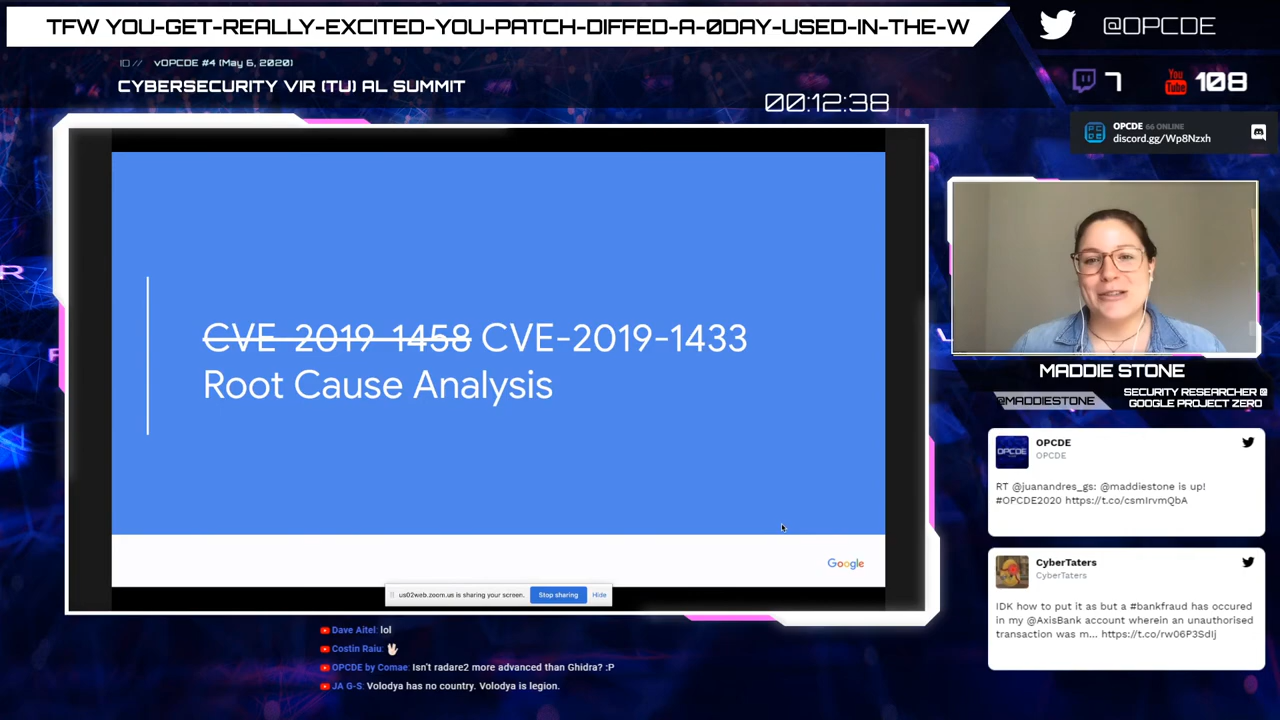 TFW YOU-GET-REALLY-EXCITED-YOU-PATCH-DIFFED-A-0DAY-USED-IN-THE-W
@OPCDE
ID // vOPCDE #4 (May 6, 2020)
CYBERSECURITY VIR (TU) AL SUMMIT
00:12:38
7
You Tube 108
OPCDE 66 ONLINE
discord.gg/Wp8Nzxh
CVE-2019-1458 CVE-2019-1433
Root Cause Analysis
Google
us02web.zoom.us is sharing your screen. Stop sharing Hide
MADDIE STONE
@MADDIESTONE
SECURITY RESEARCHER @
GOOGLE PROJECT ZERO
OPCDE
OPCDE
OPCDE
RT @juanandres_gs: @maddiestone is up!
#OPCDE2020 https://t.co/csmIrvmQbA
CyberTaters
CyberTaters
IDK how to put it as but a #bankfraud has occured
in my @AxisBank account wherein an unauthorised
transaction was m... https://t.co/rw06P3SdIj
Dave Aitel: lol
Costin Raiu: 🖖🏻
OPCDE by Comae: Isn't radare2 more advanced than Ghidra? :P
JA G-S: Volodya has no country. Volodya is legion.